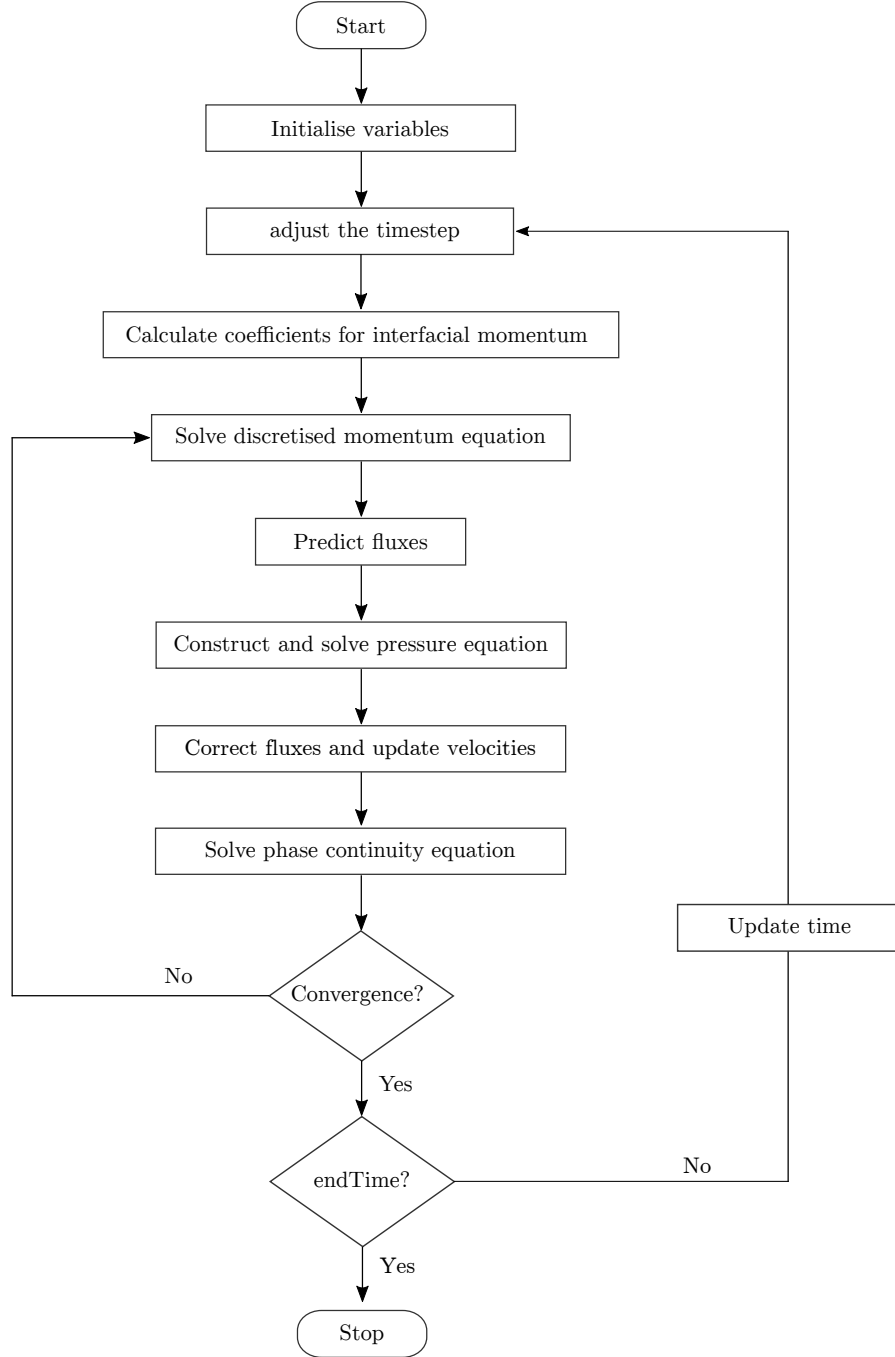 Start
Initialise variables
adjust the timestep
Calculate coefficients for interfacial momentum
Solve discretised momentum equation
Predict fluxes
Construct and solve pressure equation
Correct fluxes and update velocities
Solve phase continuity equation
Update time
No
Convergence?
Yes
No
endTime?
Yes
Stop